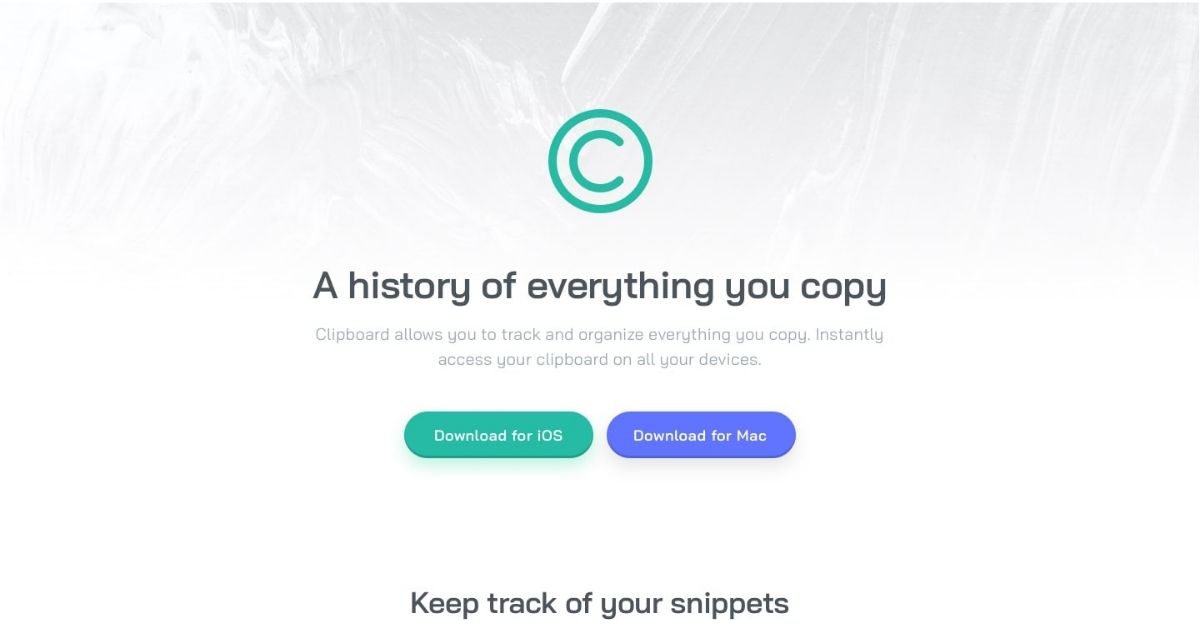 A history of everything you copy
Clipboard allows you to track and organize everything you copy. Instantly
access your clipboard on all your devices.
Download for iOS
Download for Mac
Keep track of your snippets